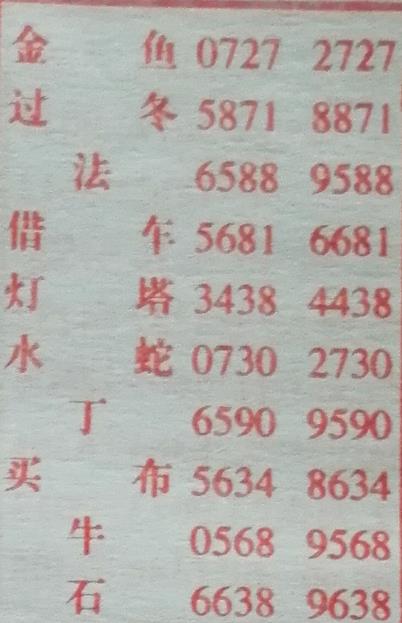 金鱼 0727 2727
过冬 5871 8871
法 6588 9588
借车 5681 6681
灯塔 3438 4438
水蛇 0730 2730
丁 6590 9590
买布 5634 8634
牛 0568 9568
石 6638 9638